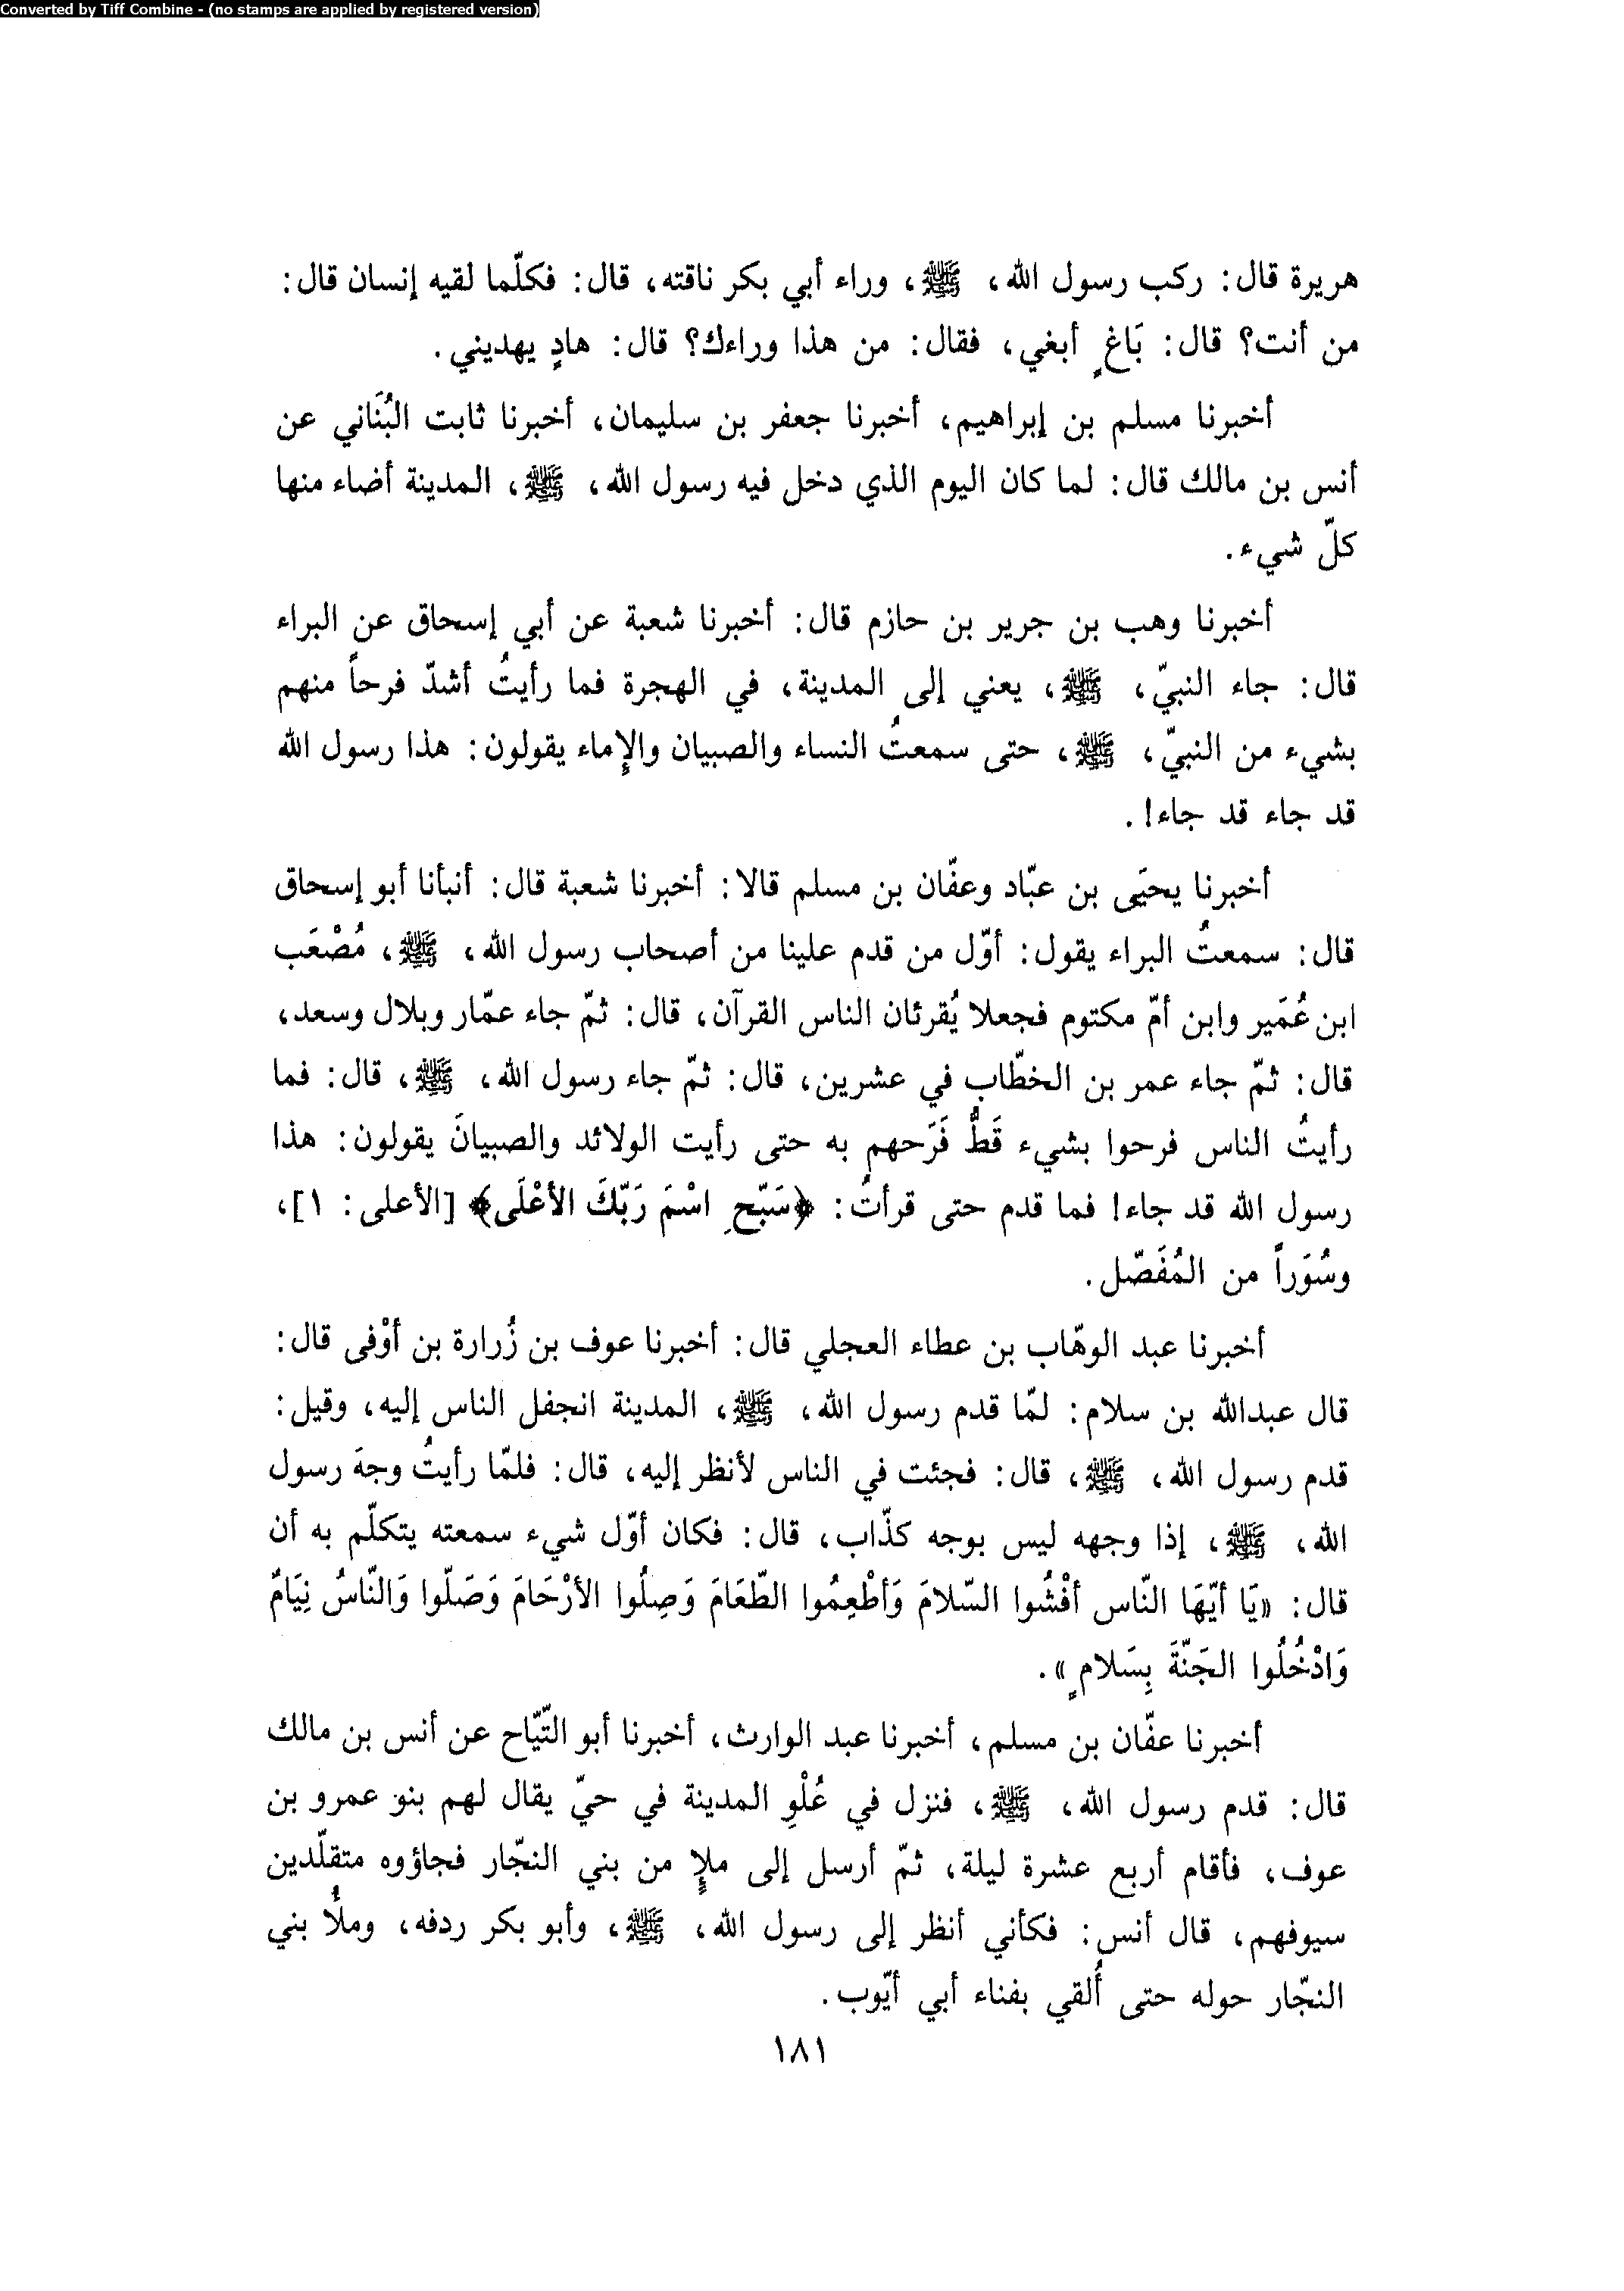 Converted by Tiff Combine - (no stamps are applied by registered version)
هريرة قال: ركب رسول الله، ﷺ، وراء أبي بكر ناقته، قال: فكلّما لقيه إنسان قال:
من أنت؟ قال: بَاغٍ أبغي، فقال: من هذا وراءك؟ قال: هادٍ يهديني.
أخبرنا مسلم بن إبراهيم، أخبرنا جعفر بن سليمان، أخبرنا ثابت البُنَاني عن
أنس بن مالك قال: لما كان اليوم الذي دخل فيه رسول الله، ﷺ، المدينة أضاء منها
كلّ شيء.
أخبرنا وهب بن جرير بن حازم قال: أخبرنا شعبة عن أبي إسحاق عن البراء
قال: جاء النبيّ، ﷺ، يعني إلى المدينة، في الهجرة فما رأيتُ أشدّ فرحاً منهم
بشيء من النبيّ، ﷺ، حتى سمعتُ النساء والصبيان والإماء يقولون: هذا رسول الله
قد جاء قد جاء!.
أخبرنا يحيَى بن عبّاد وعفّان بن مسلم قالا: أخبرنا شعبة قال: أنبأنا أبو إسحاق
قال: سمعتُ البراء يقول: أوّل من قدم علينا من أصحاب رسول الله، ﷺ، مُصْعَب
ابن عُمَير وابن أمّ مكتوم فجعلا يُقرئان الناس القرآن، قال: ثمّ جاء عمّار وبلال وسعد،
قال: ثمّ جاء عمر بن الخطّاب في عشرين، قال: ثمّ جاء رسول الله، ﷺ، قال: فما
رأيتُ الناس فرحوا بشيء قَطُّ فَرَحهم به حتى رأيت الولائد والصبيانَ يقولون: هذا
رسول الله قد جاء! فما قدم حتى قرأتُ: ﴿سَبّحِ اسْمَ رَبّكَ الأعْلَى﴾ [الأعلى: ١]،
وسُوَراً من المُفَصّل.
أخبرنا عبد الوهّاب بن عطاء العجلي قال: أخبرنا عوف بن زُرارة بن أوْفى قال:
قال عبدالله بن سلام: لمّا قدم رسول الله، ﷺ، المدينة انجفل الناس إليه، وقيل:
قدم رسول الله، ﷺ، قال: فجئت في الناس لأنظر إليه، قال: فلمّا رأيتُ وجهَ رسول
الله، ﷺ، إذا وجهه ليس بوجه كذّاب، قال: فكان أوّل شيء سمعته يتكلّم به أن
قال: «يَا أيّهَا النّاس أفْشُوا السّلامَ وَأطْعِمُوا الطّعَامَ وَصِلُوا الأرْحَامَ وَصَلّوا وَالنّاسُ نِيَامٌ
وَادْخُلُوا الجَنّةَ بِسَلامٍ».
أخبرنا عفّان بن مسلم، أخبرنا عبد الوارث، أخبرنا أبو التّيّاح عن أنس بن مالك
قال: قدم رسول الله، ﷺ، فنزل في عُلْوِ المدينة في حيّ يقال لهم بنو عمرو بن
عوف، فأقام أربع عشرة ليلة، ثمّ أرسل إلى ملإٍ من بني النجّار فجاؤوه متقلّدين
سيوفهم، قال أنس: فكأني أنظر إلى رسول الله، ﷺ، وأبو بكر ردفه، وملأُ بني
النجّار حوله حتى أُلقي بفناء أبي أيّوب.
١٨١